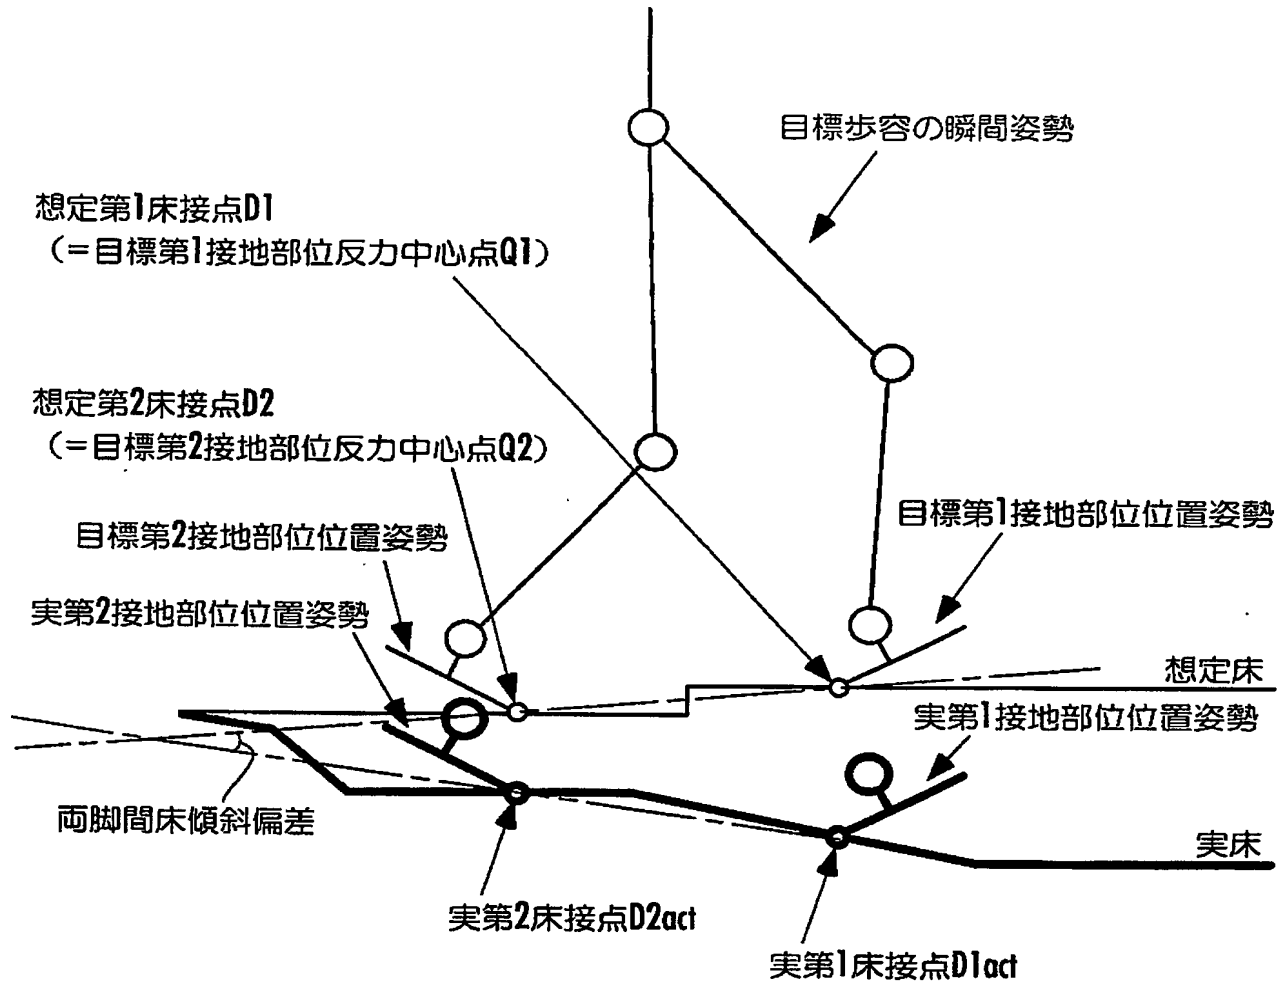 目標歩容の瞬間姿勢
想定第1床接点D1
（=目標第1接地部位反力中心点Q1）
想定第2床接点D2
（=目標第2接地部位反力中心点Q2）
目標第1接地部位位置姿勢
目標第2接地部位位置姿勢
実第2接地部位位置姿勢
想定床
実第1接地部位位置姿勢
両脚間床傾斜偏差
実床
実第2床接点D2act
実第1床接点D1act